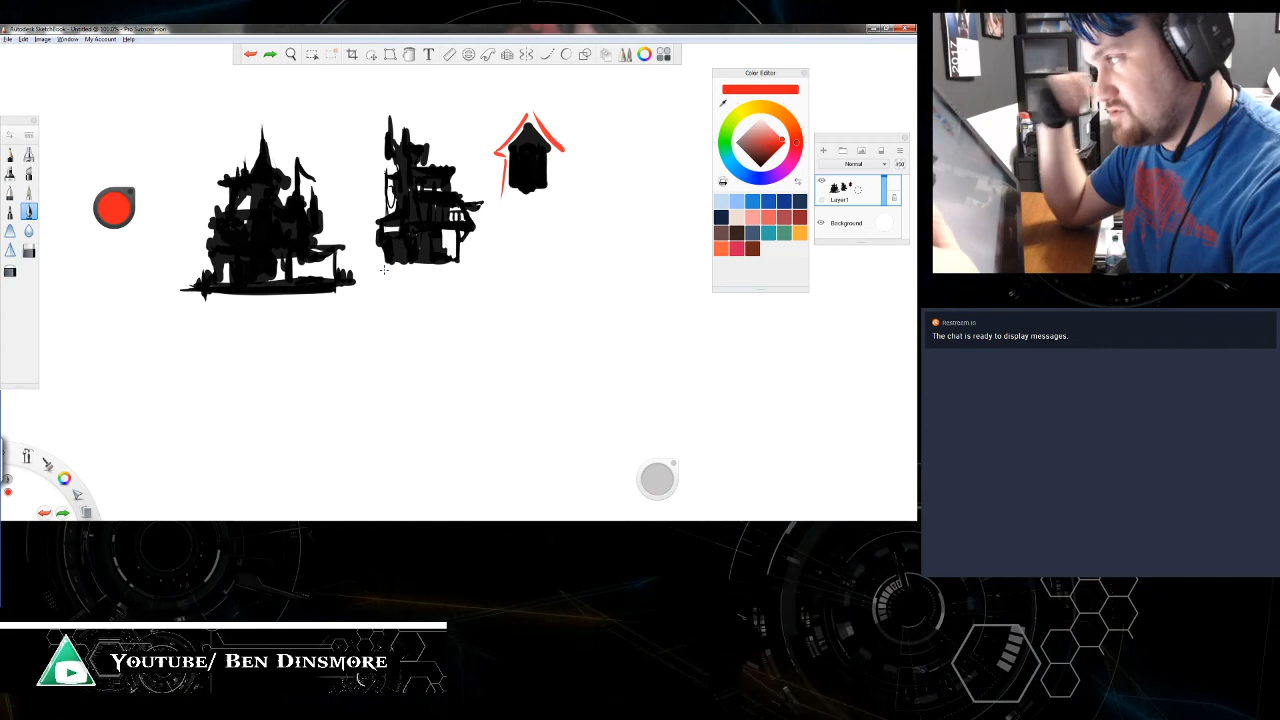 Autodesk SketchBook - Untitled @ 100.0% - Pro Subscription
File Edit Image Window My Account Help
Color Editor
Normal
Layer1
Background
2017
Restream.io
The chat is ready to display messages.
Youtube/ Ben Dinsmore